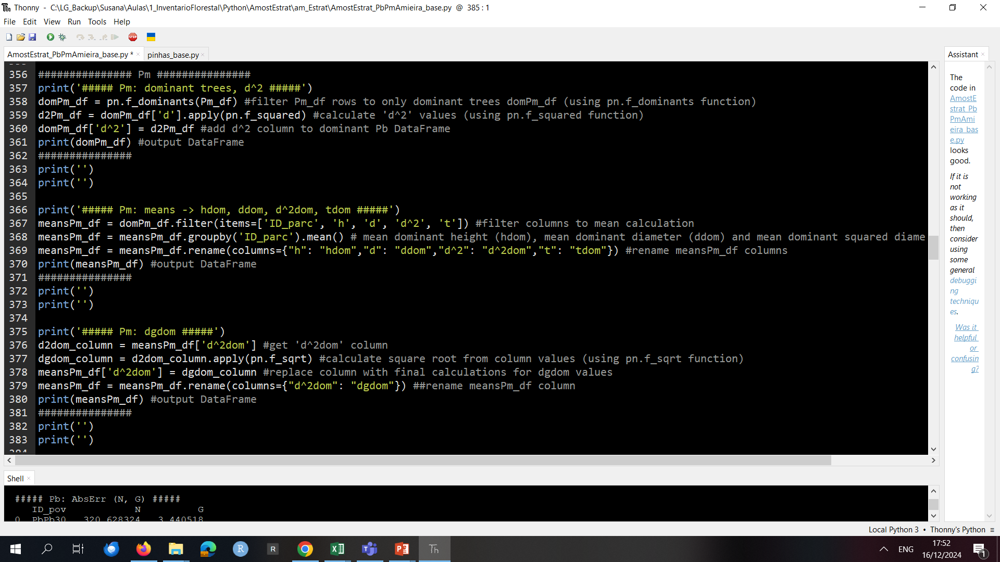 Thonny - C:\LG_Backup\Susana\Aulas\1_InventarioFlorestal\Python\AmostEstrat\am_Estrat\AmostEstrat_PbPmAmieira_base.py @ 385 : 1
File Edit View Run Tools Help
AmostEstrat_PbPmAmieira_base.py * × pinhas_base.py ×
356 ############### Pm ###############
357 print('##### Pm: dominant trees, d^2 #####')
358 domPm_df = pn.f_dominants(Pm_df) #filter Pm_df rows to only dominant trees domPm_df (using pn.f_dominants function)
359 d2Pm_df = domPm_df['d'].apply(pn.f_squared) #calculate 'd^2' values (using pn.f_squared function)
360 domPm_df['d^2'] = d2Pm_df #add d^2 column to dominant Pb DataFrame
361 print(domPm_df) #output DataFrame
362 ###############
363 print('')
364 print('')
365
366 print('##### Pm: means -> hdom, ddom, d^2dom, tdom #####')
367 meansPm_df = domPm_df.filter(items=['ID_parc', 'h', 'd', 'd^2', 't']) #filter columns to mean calculation
368 meansPm_df = meansPm_df.groupby('ID_parc').mean() # mean dominant height (hdom), mean dominant diameter (ddom) and mean dominant squared diame
369 meansPm_df = meansPm_df.rename(columns={"h": "hdom","d": "ddom","d^2": "d^2dom","t": "tdom"}) #rename meansPm_df columns
370 print(meansPm_df) #output DataFrame
371 ###############
372 print('')
373 print('')
374
375 print('##### Pm: dgdom #####')
376 d2dom_column = meansPm_df['d^2dom'] #get 'd^2dom' column
377 dgdom_column = d2dom_column.apply(pn.f_sqrt) #calculate square root from column values (using pn.f_sqrt function)
378 meansPm_df['d^2dom'] = dgdom_column #replace column with final calculations for dgdom values
379 meansPm_df = meansPm_df.rename(columns={"d^2dom": "dgdom"}) ##rename meansPm_df column
380 print(meansPm_df) #output DataFrame
381 ###############
382 print('')
383 print('')
384
Shell ×
##### Pb: AbsErr (N, G) #####
ID_pov N G
0 PbPb30 320.628324 3.440518
Assistant ×
The
code in
AmostE
strat_Pb
PmAmi
eira_bas
e.py
looks
good.
If it is
not
working
as it
should,
then
consider
using
some
general
debuggi
ng
techniqu
es.
Was it
helpful
or
confusin
g?
Local Python 3 • Thonny's Python ≡
STOP
R
R
Th
ENG
17:52
16/12/2024
1